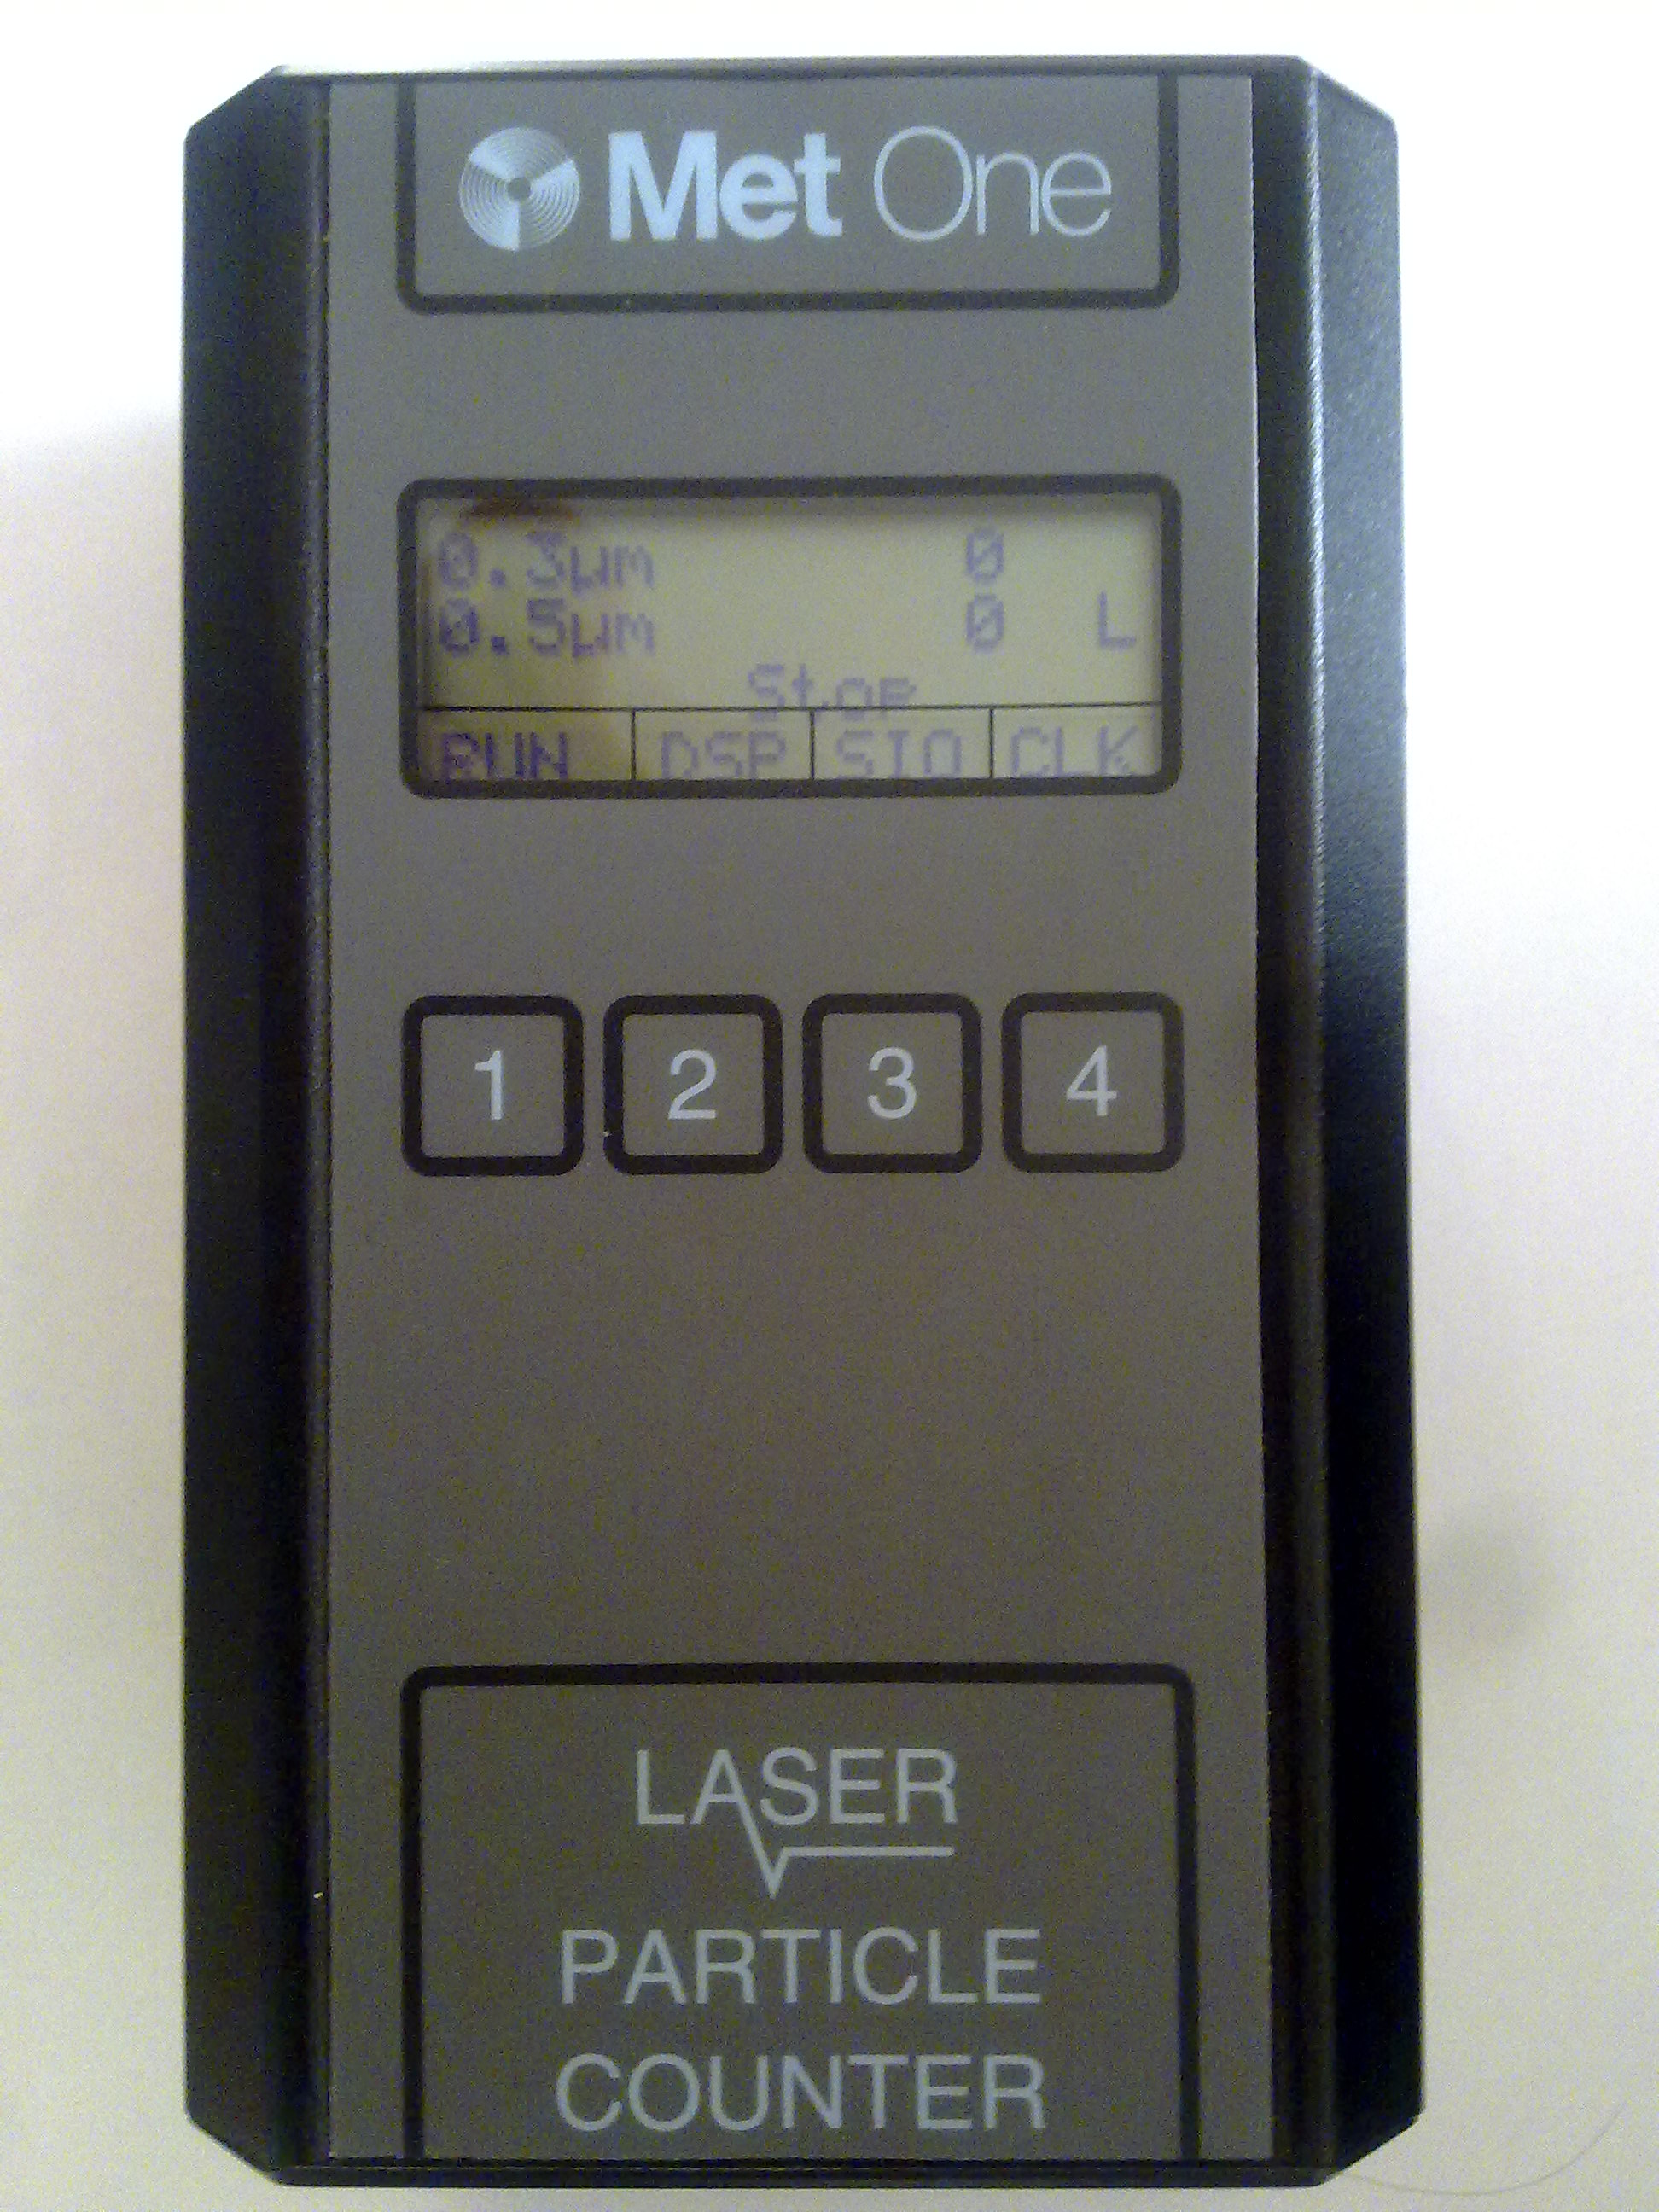 Met One
0.3µm 0
0.5µm 0 L
Stop
RUN DSP SIO CLK
1 2 3 4
LASER
PARTICLE
COUNTER